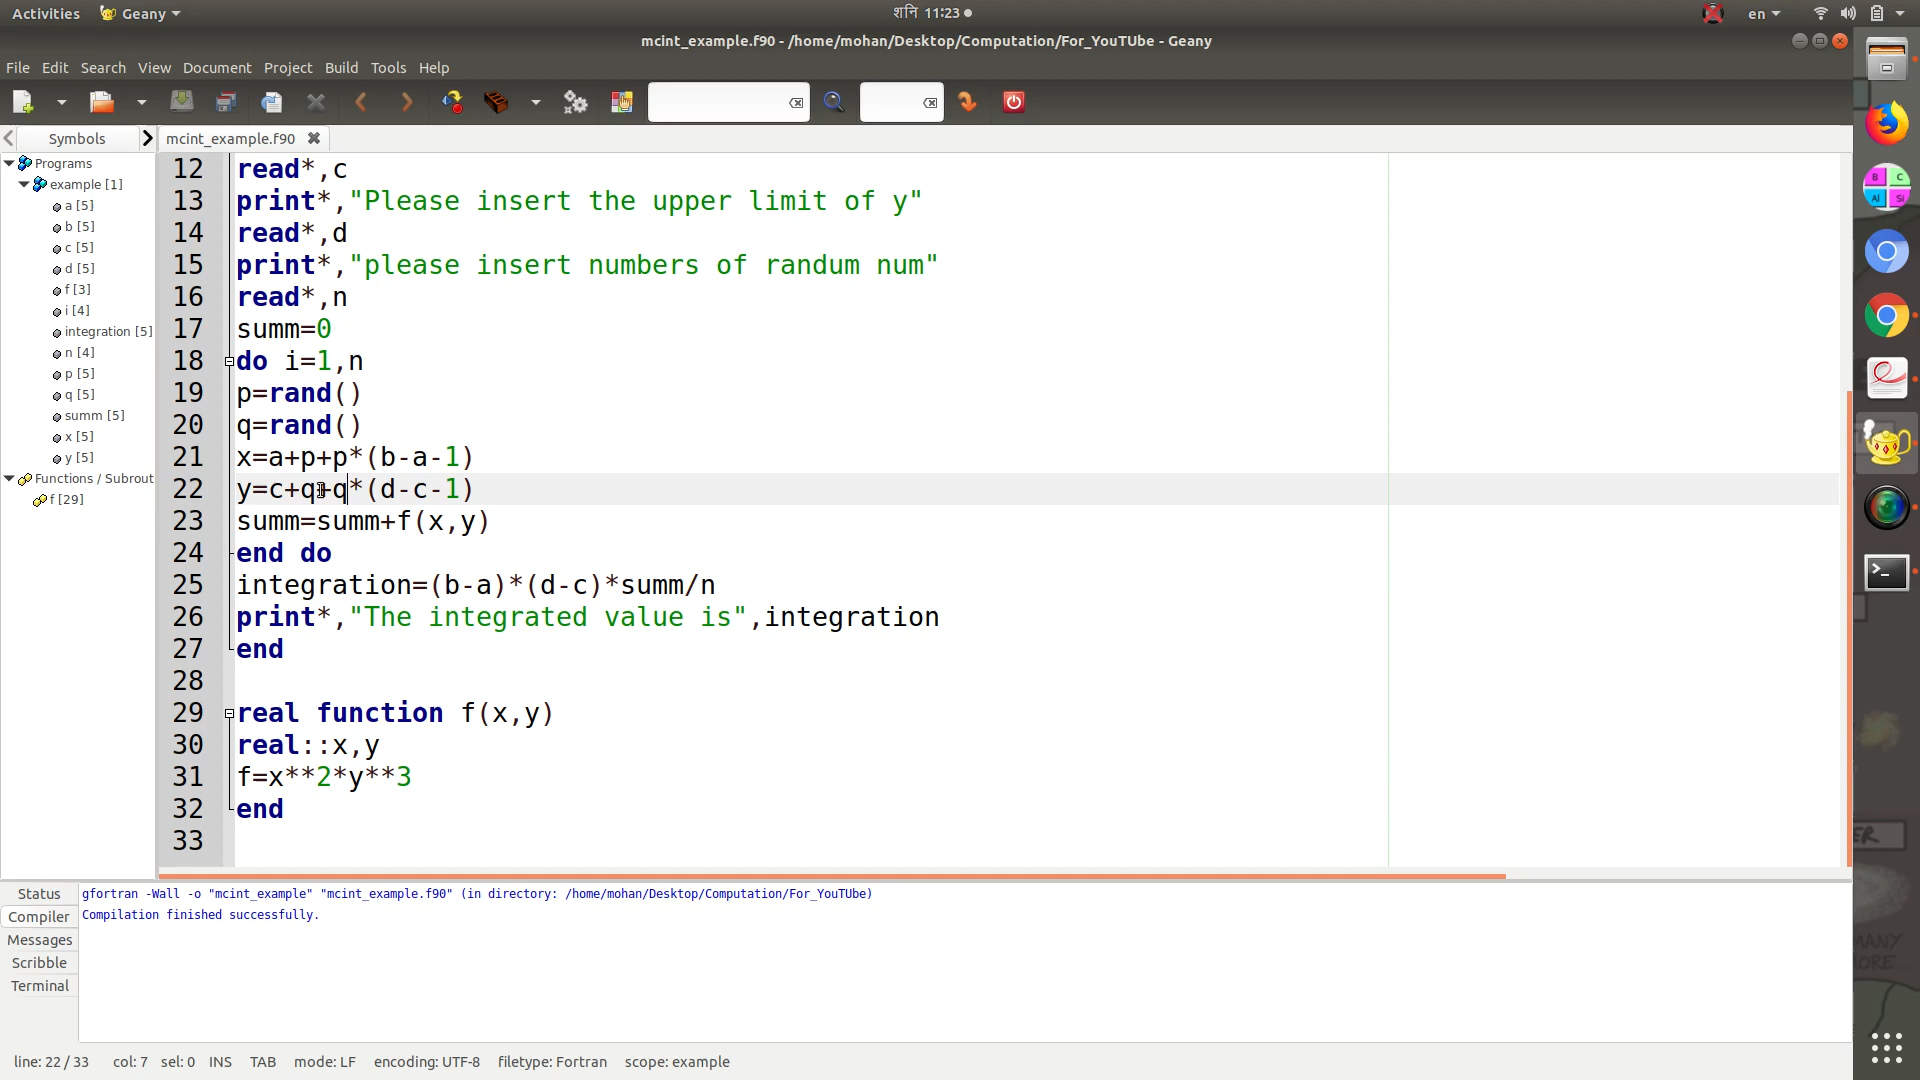 Activities Geany शनि 11:23 en
mcint_example.f90 - /home/mohan/Desktop/Computation/For_YouTUbe - Geany
File Edit Search View Document Project Build Tools Help
Symbols mcint_example.f90
Programs
example [1]
a [5]
b [5]
c [5]
d [5]
f [3]
i [4]
integration [5]
n [4]
p [5]
q [5]
summ [5]
x [5]
y [5]
Functions / Subrout
f [29]
12 read*,c
13 print*,"Please insert the upper limit of y"
14 read*,d
15 print*,"please insert numbers of randum num"
16 read*,n
17 summ=0
18 do i=1,n
19 p=rand()
20 q=rand()
21 x=a+p+p*(b-a-1)
22 y=c+q+q*(d-c-1)
23 summ=summ+f(x,y)
24 end do
25 integration=(b-a)*(d-c)*summ/n
26 print*,"The integrated value is",integration
27 end
28
29 real function f(x,y)
30 real::x,y
31 f=x**2*y**3
32 end
33
Status
Compiler
Messages
Scribble
Terminal
gfortran -Wall -o "mcint_example" "mcint_example.f90" (in directory: /home/mohan/Desktop/Computation/For_YouTUbe)
Compilation finished successfully.
line: 22 / 33 col: 7 sel: 0 INS TAB mode: LF encoding: UTF-8 filetype: Fortran scope: example
B C
Al Si